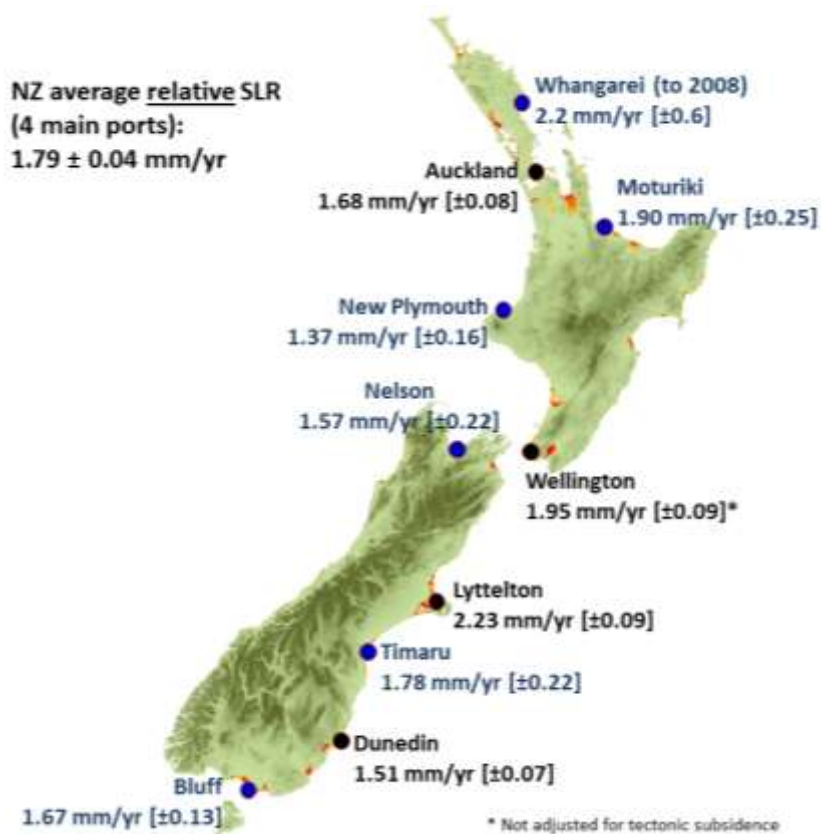 NZ average relative SLR
(4 main ports):
1.79 ± 0.04 mm/yr
Whangarei (to 2008)
2.2 mm/yr [±0.6]
Auckland
1.68 mm/yr [±0.08]
Moturiki
1.90 mm/yr [±0.25]
New Plymouth
1.37 mm/yr [±0.16]
Nelson
1.57 mm/yr [±0.22]
Wellington
1.95 mm/yr [±0.09]*
Lyttelton
2.23 mm/yr [±0.09]
Timaru
1.78 mm/yr [±0.22]
Dunedin
1.51 mm/yr [±0.07]
Bluff
1.67 mm/yr [±0.13]
* Not adjusted for tectonic subsidence